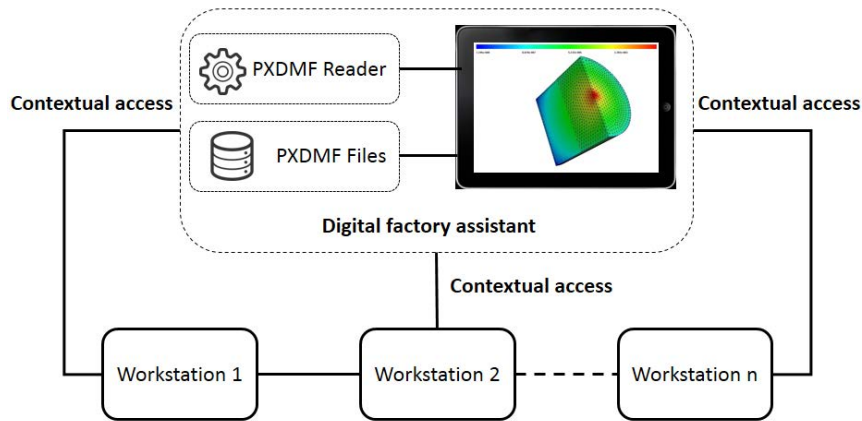 PXDMF Reader
Contextual access
Contextual access
PXDMF Files
Digital factory assistant
Contextual access
Workstation 1
Workstation 2
Workstation n